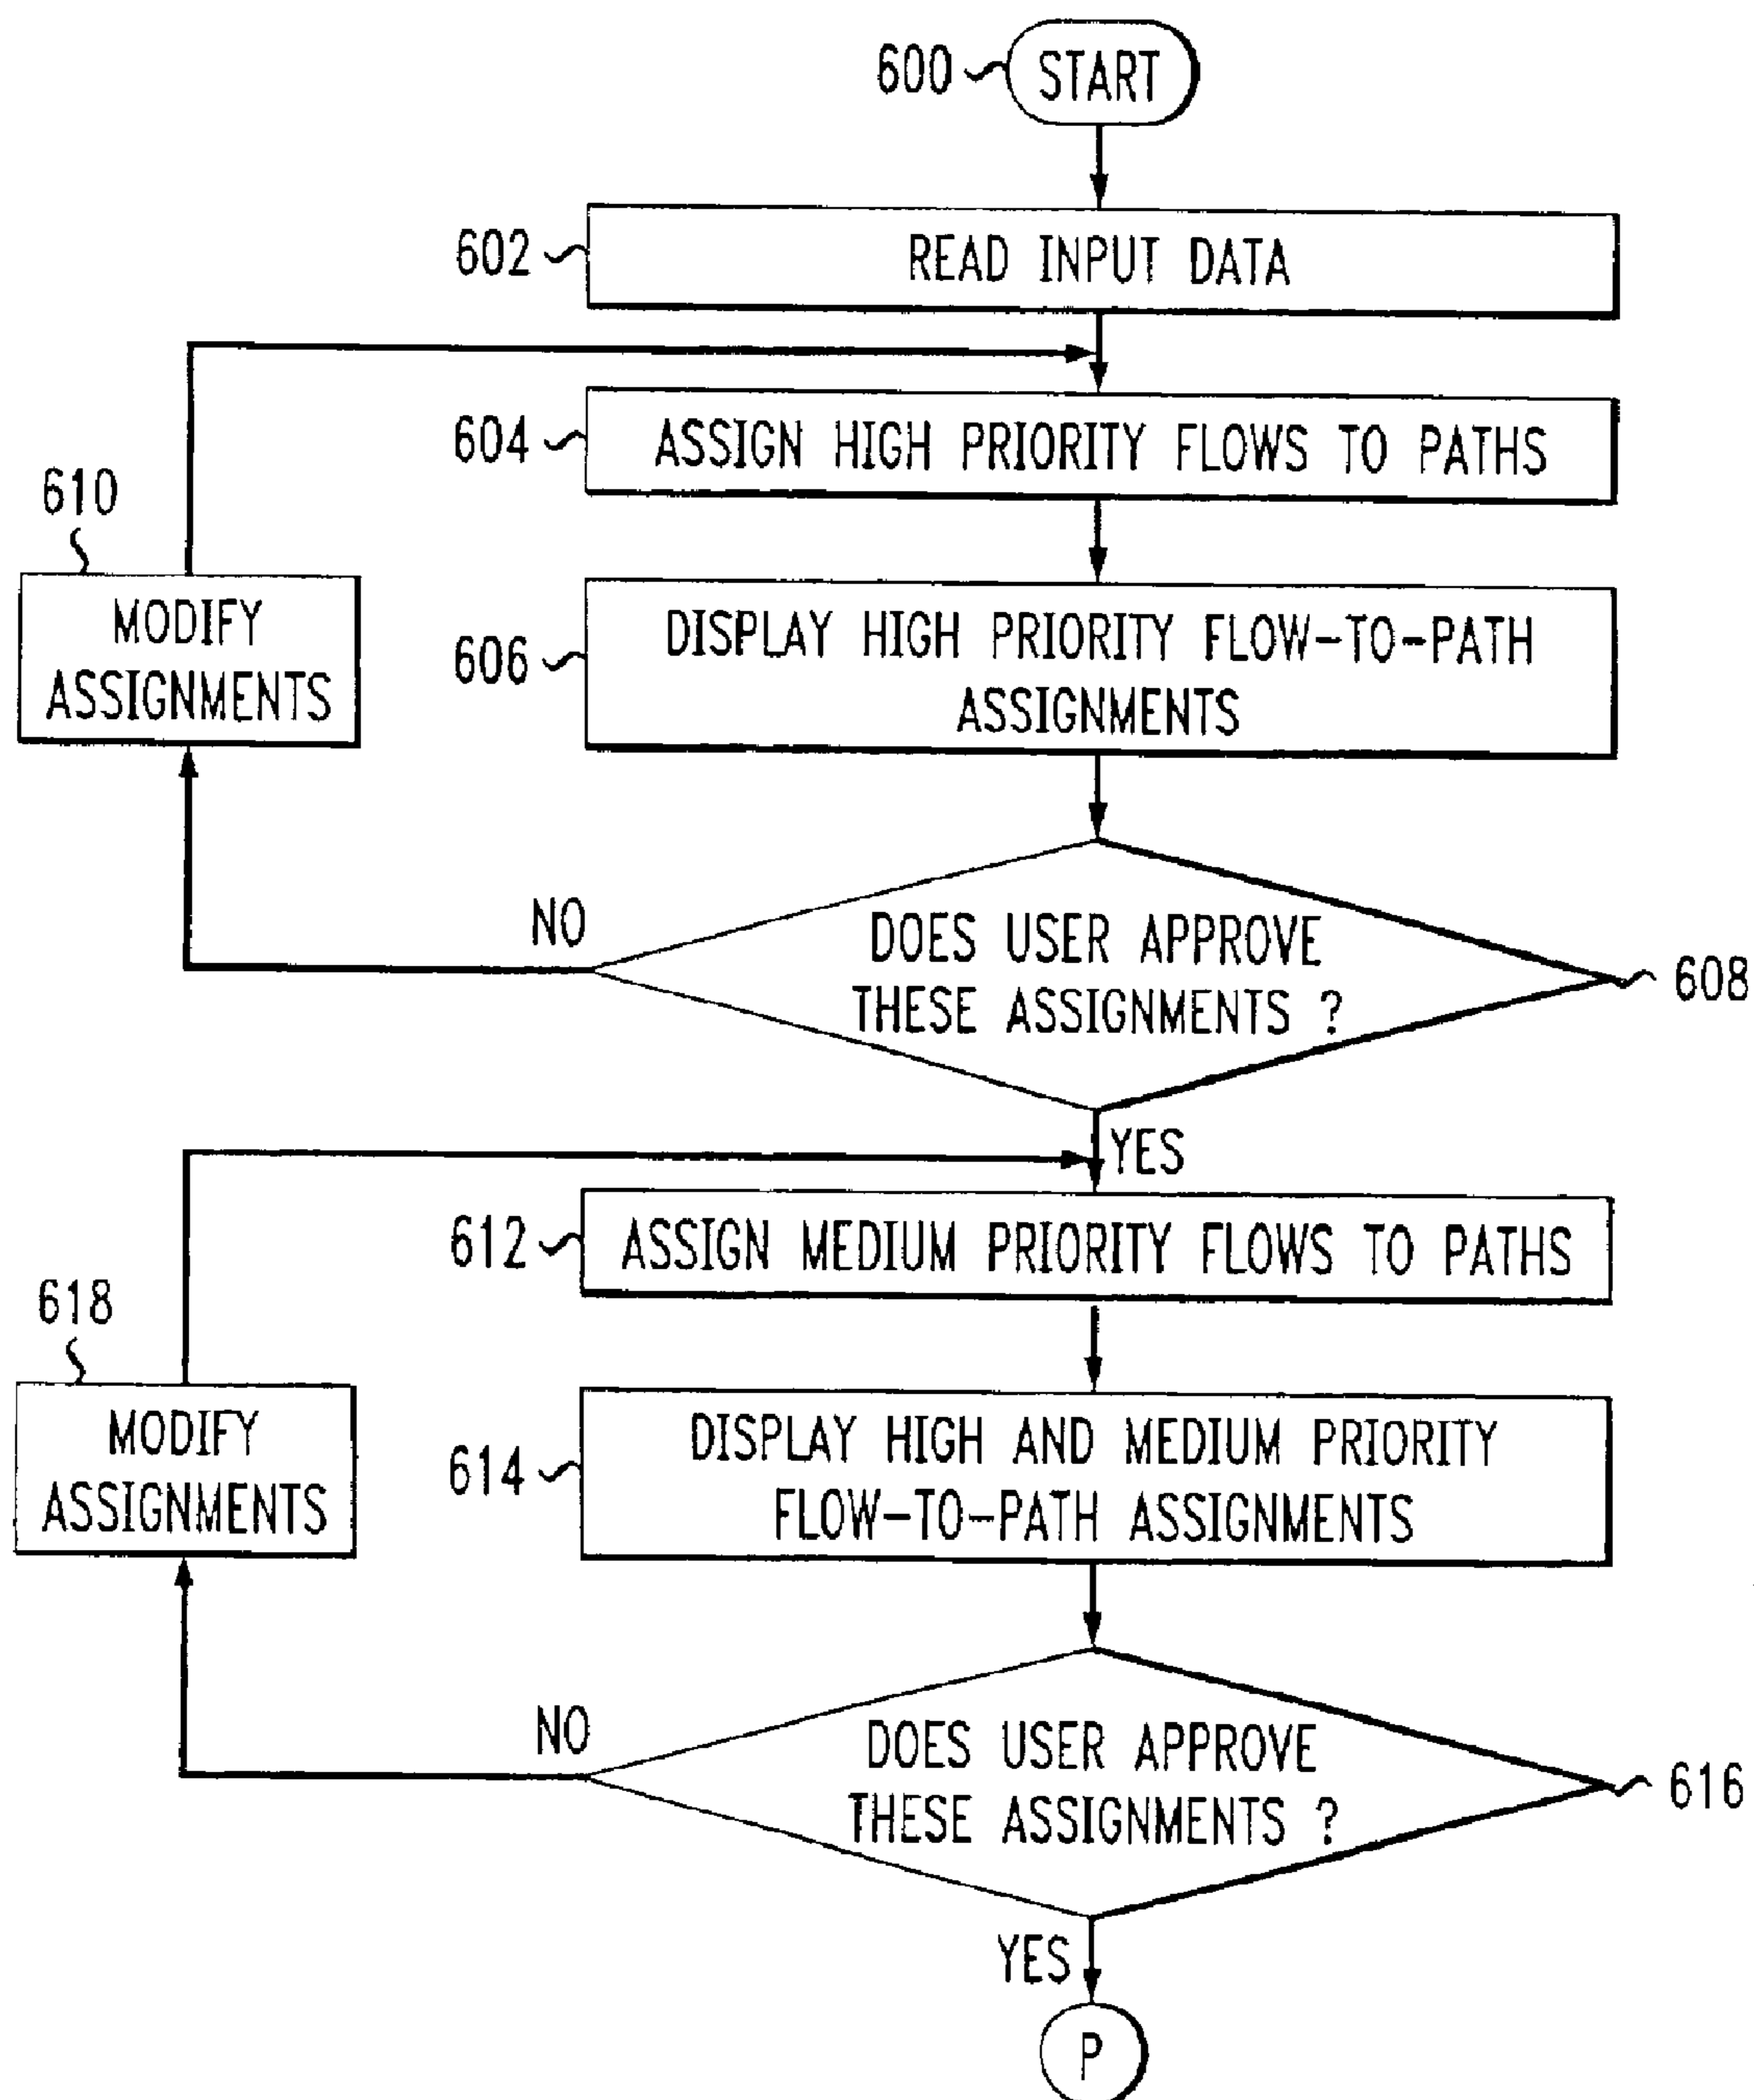 600 START
602 READ INPUT DATA
604 ASSIGN HIGH PRIORITY FLOWS TO PATHS
610
MODIFY
ASSIGNMENTS
606
DISPLAY HIGH PRIORITY FLOW-TO-PATH
ASSIGNMENTS
NO
DOES USER APPROVE
THESE ASSIGNMENTS ?
608
YES
612 ASSIGN MEDIUM PRIORITY FLOWS TO PATHS
618
MODIFY
ASSIGNMENTS
614
DISPLAY HIGH AND MEDIUM PRIORITY
FLOW-TO-PATH ASSIGNMENTS
NO
DOES USER APPROVE
THESE ASSIGNMENTS ?
616
YES
P